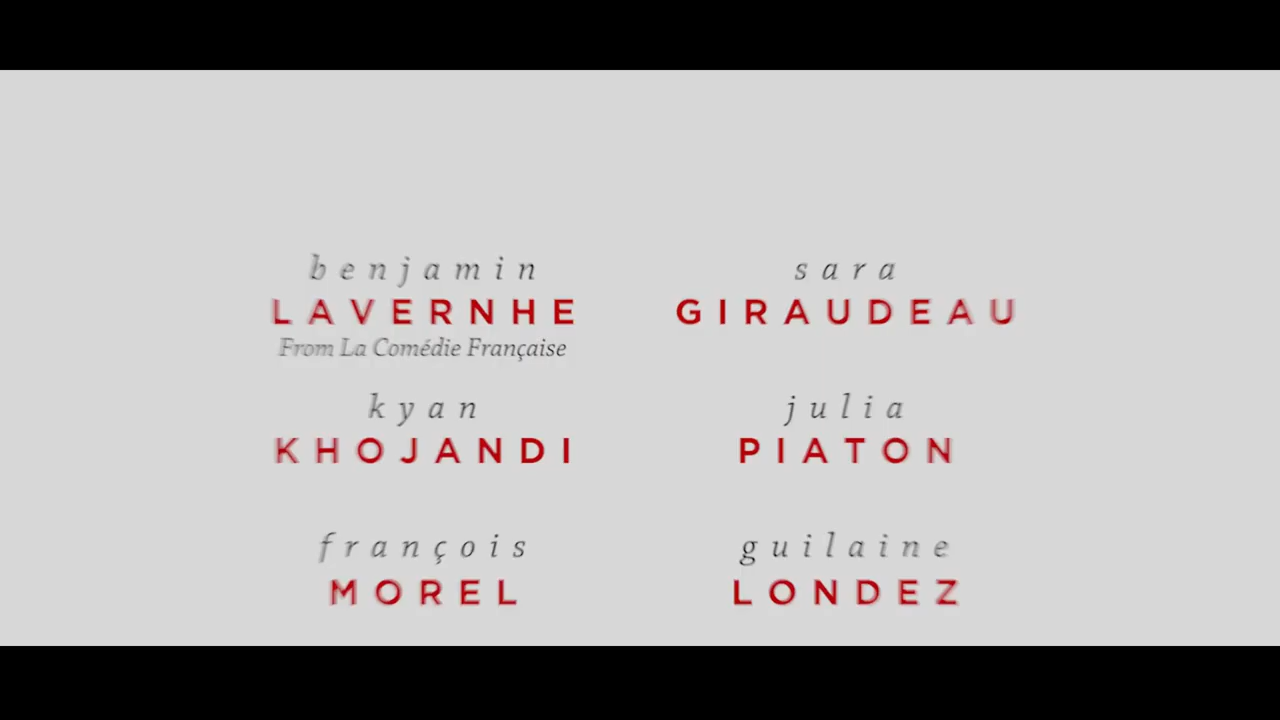 benjamin
LAVERNHE
From La Comédie Française
sara
GIRAUDEAU
kyan
KHOJANDI
julia
PIATON
françois
MOREL
guilaine
LONDEZ